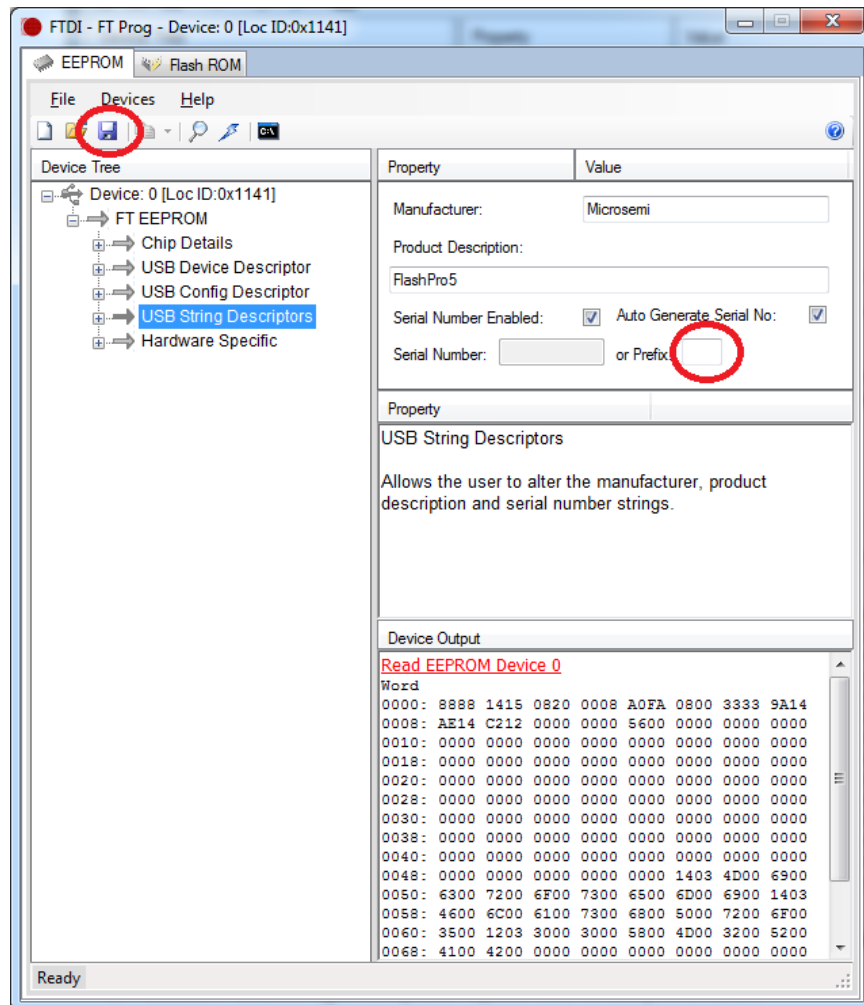 FTDI - FT Prog - Device: 0 [Loc ID:0x1141]
EEPROM Flash ROM
File Devices Help
C:\
Device Tree
Property Value
Device: 0 [Loc ID:0x1141]
FT EEPROM
Chip Details
USB Device Descriptor
USB Config Descriptor
USB String Descriptors
Hardware Specific
Manufacturer: Microsemi
Product Description:
FlashPro5
Serial Number Enabled: Auto Generate Serial No:
Serial Number: or Prefix:
Property
USB String Descriptors
Allows the user to alter the manufacturer, product
description and serial number strings.
Device Output
Read EEPROM Device 0
Word
0000: 8888 1415 0820 0008 A0FA 0800 3333 9A14
0008: AE14 C212 0000 0000 5600 0000 0000 0000
0010: 0000 0000 0000 0000 0000 0000 0000 0000
0018: 0000 0000 0000 0000 0000 0000 0000 0000
0020: 0000 0000 0000 0000 0000 0000 0000 0000
0028: 0000 0000 0000 0000 0000 0000 0000 0000
0030: 0000 0000 0000 0000 0000 0000 0000 0000
0038: 0000 0000 0000 0000 0000 0000 0000 0000
0040: 0000 0000 0000 0000 0000 0000 0000 0000
0048: 0000 0000 0000 0000 0000 1403 4D00 6900
0050: 6300 7200 6F00 7300 6500 6D00 6900 1403
0058: 4600 6C00 6100 7300 6800 5000 7200 6F00
0060: 3500 1203 3000 3000 5800 4D00 3200 5200
0068: 4100 4200 0000 0000 0000 0000 0000 0000
Ready